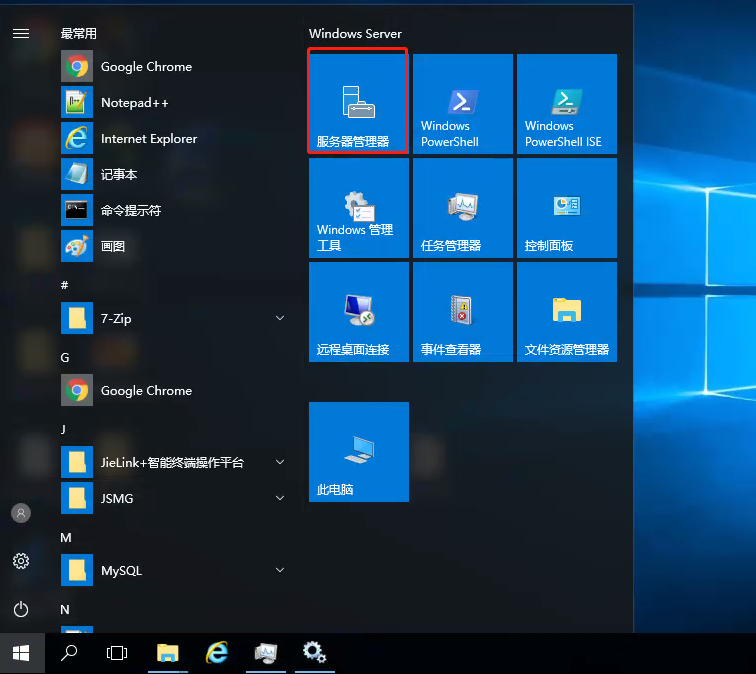 最常用
Google Chrome
Notepad++
Internet Explorer
记事本
命令提示符
画图
#
7-Zip
G
Google Chrome
J
JieLink+智能终端操作平台
JSMG
M
MySQL
N
Windows Server
服务器管理器
Windows
PowerShell
Windows
PowerShell ISE
Windows 管理
工具
任务管理器
控制面板
远程桌面连接
事件查看器
文件资源管理器
此电脑